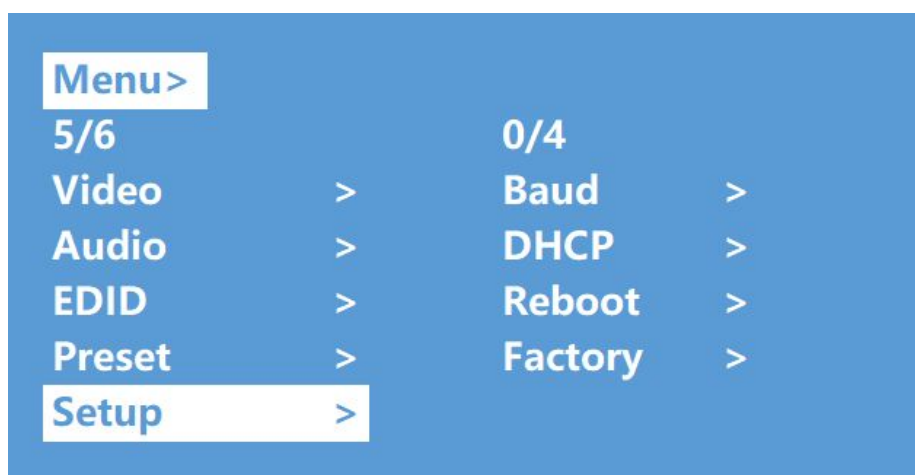 Menu>
5/6 0/4
Video > Baud >
Audio > DHCP >
EDID > Reboot >
Preset > Factory >
Setup >